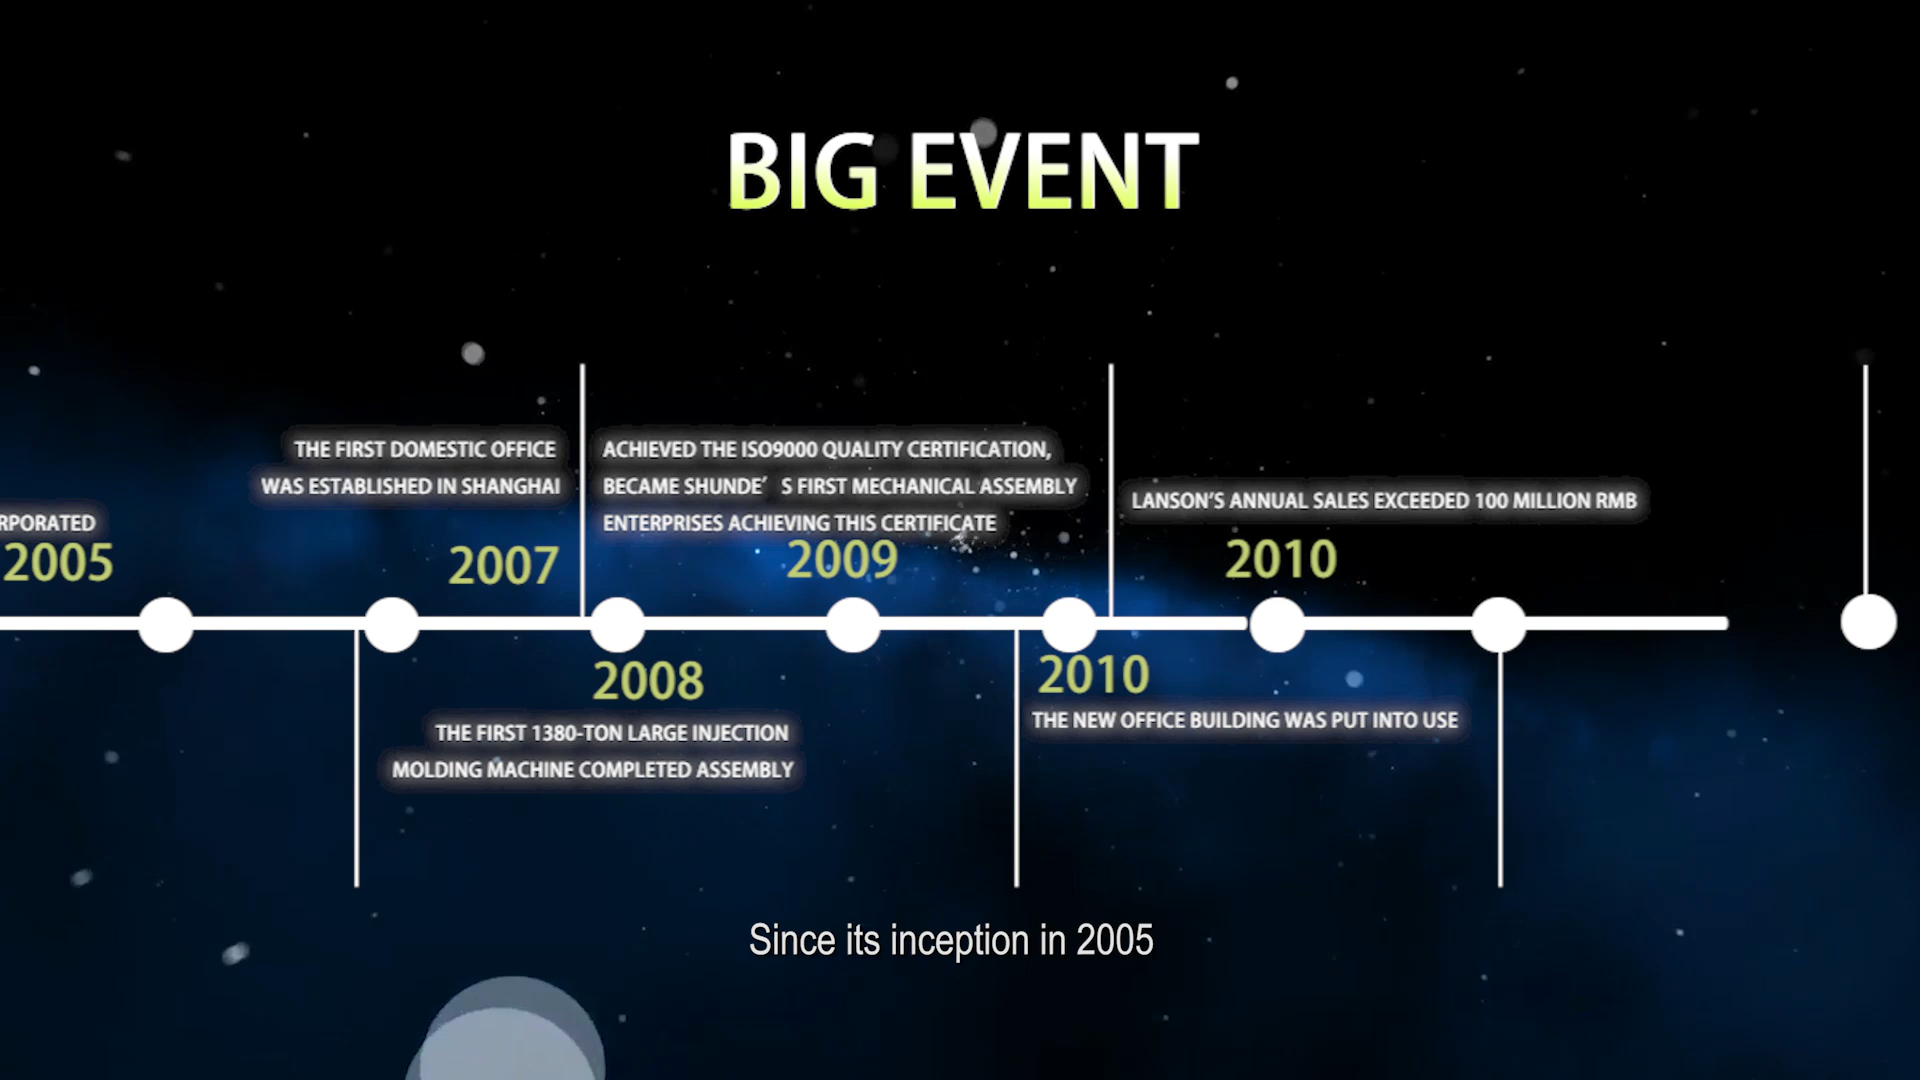 BIG EVENT
RPORATED
2005
THE FIRST DOMESTIC OFFICE
WAS ESTABLISHED IN SHANGHAI
2007
THE FIRST 1380-TON LARGE INJECTION
MOLDING MACHINE COMPLETED ASSEMBLY
2008
ACHIEVED THE ISO9000 QUALITY CERTIFICATION,
BECAME SHUNDE′ S FIRST MECHANICAL ASSEMBLY
ENTERPRISES ACHIEVING THIS CERTIFICATE
2009
2010
THE NEW OFFICE BUILDING WAS PUT INTO USE
LANSON'S ANNUAL SALES EXCEEDED 100 MILLION RMB
2010
Since its inception in 2005